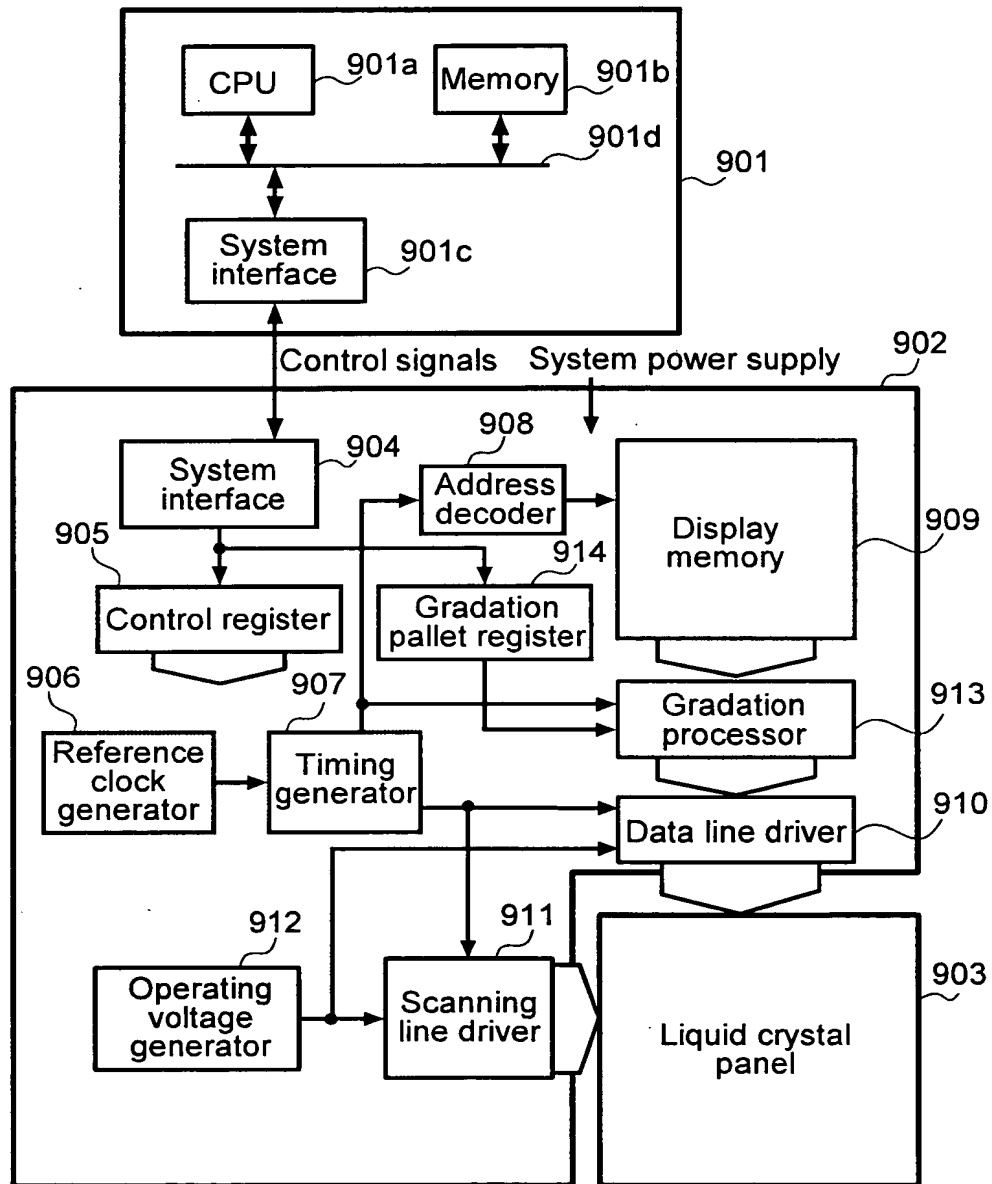 CPU
901a
Memory
901b
901d
901
System
interface
901c
Control signals
System power supply
902
904
System
interface
908
Address
decoder
Display
memory
909
905
Control register
914
Gradation
pallet register
906
Reference
clock
generator
907
Timing
generator
Gradation
processor
913
Data line driver
910
912
Operating
voltage
generator
911
Scanning
line driver
903
Liquid crystal
panel